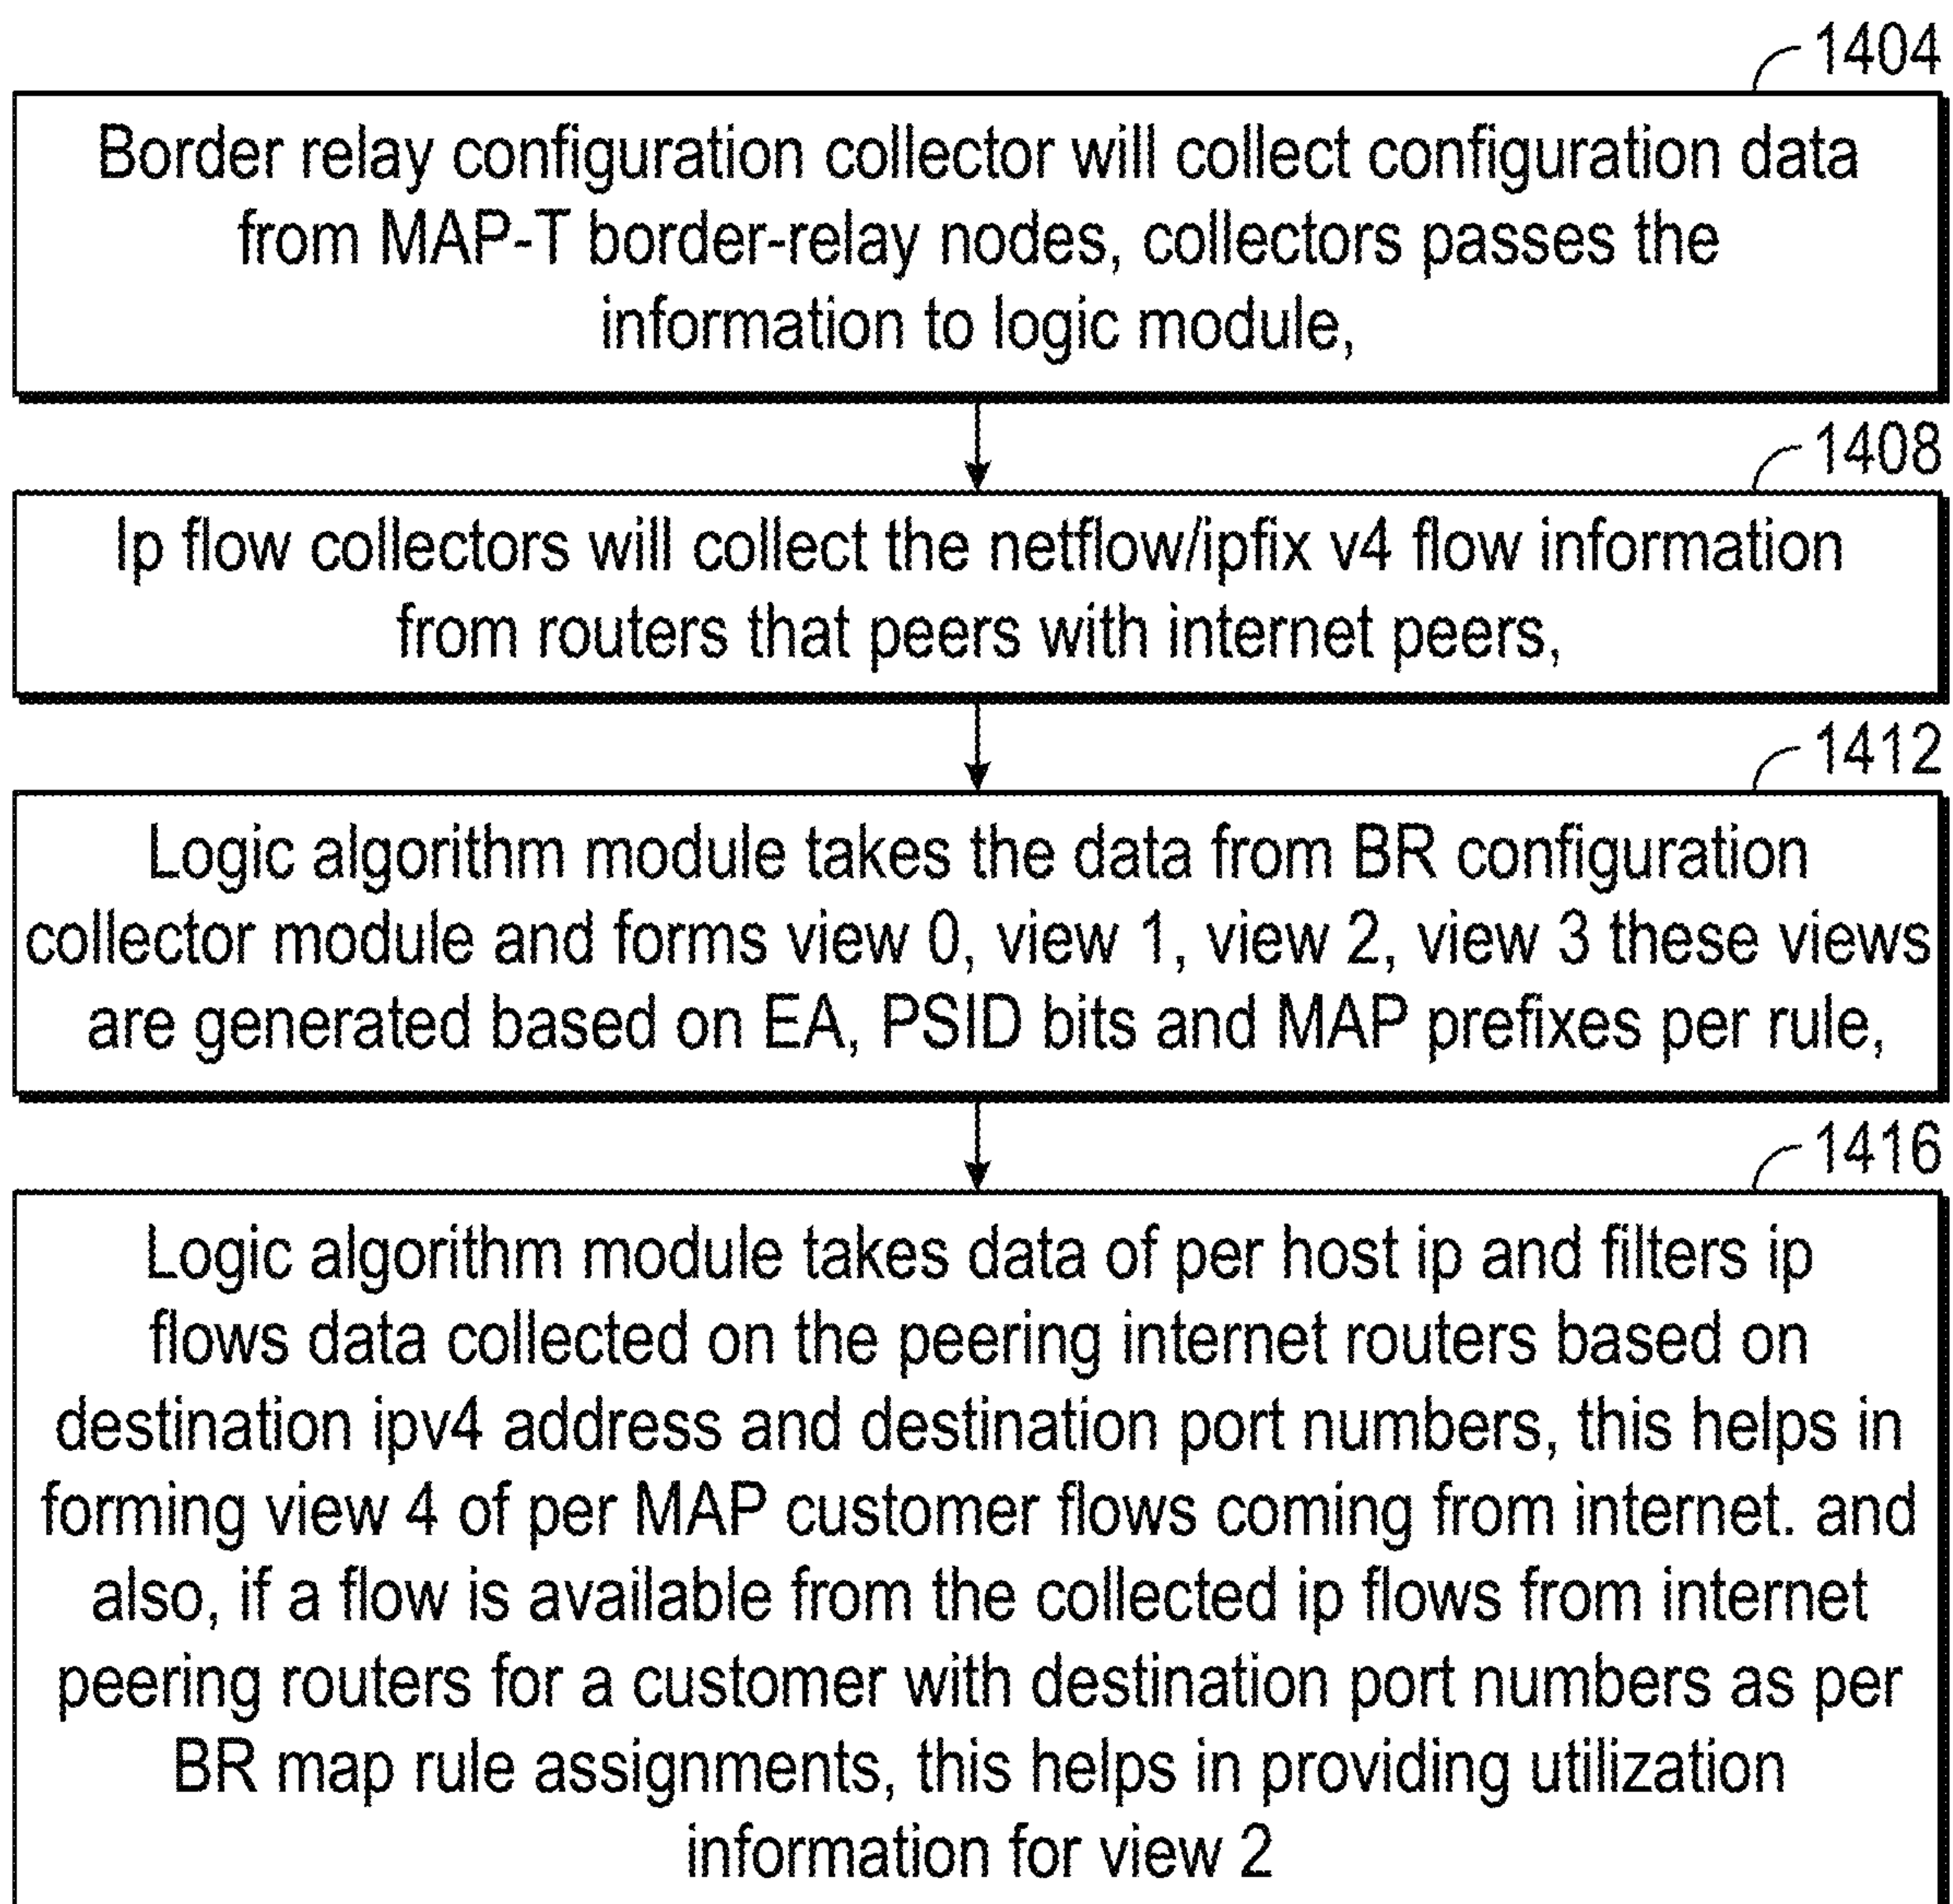 1404
Border relay configuration collector will collect configuration data
from MAP-T border-relay nodes, collectors passes the
information to logic module,
1408
Ip flow collectors will collect the netflow/ipfix v4 flow information
from routers that peers with internet peers,
1412
Logic algorithm module takes the data from BR configuration
collector module and forms view 0, view 1, view 2, view 3 these views
are generated based on EA, PSID bits and MAP prefixes per rule,
1416
Logic algorithm module takes data of per host ip and filters ip
flows data collected on the peering internet routers based on
destination ipv4 address and destination port numbers, this helps in
forming view 4 of per MAP customer flows coming from internet. and
also, if a flow is available from the collected ip flows from internet
peering routers for a customer with destination port numbers as per
BR map rule assignments, this helps in providing utilization
information for view 2